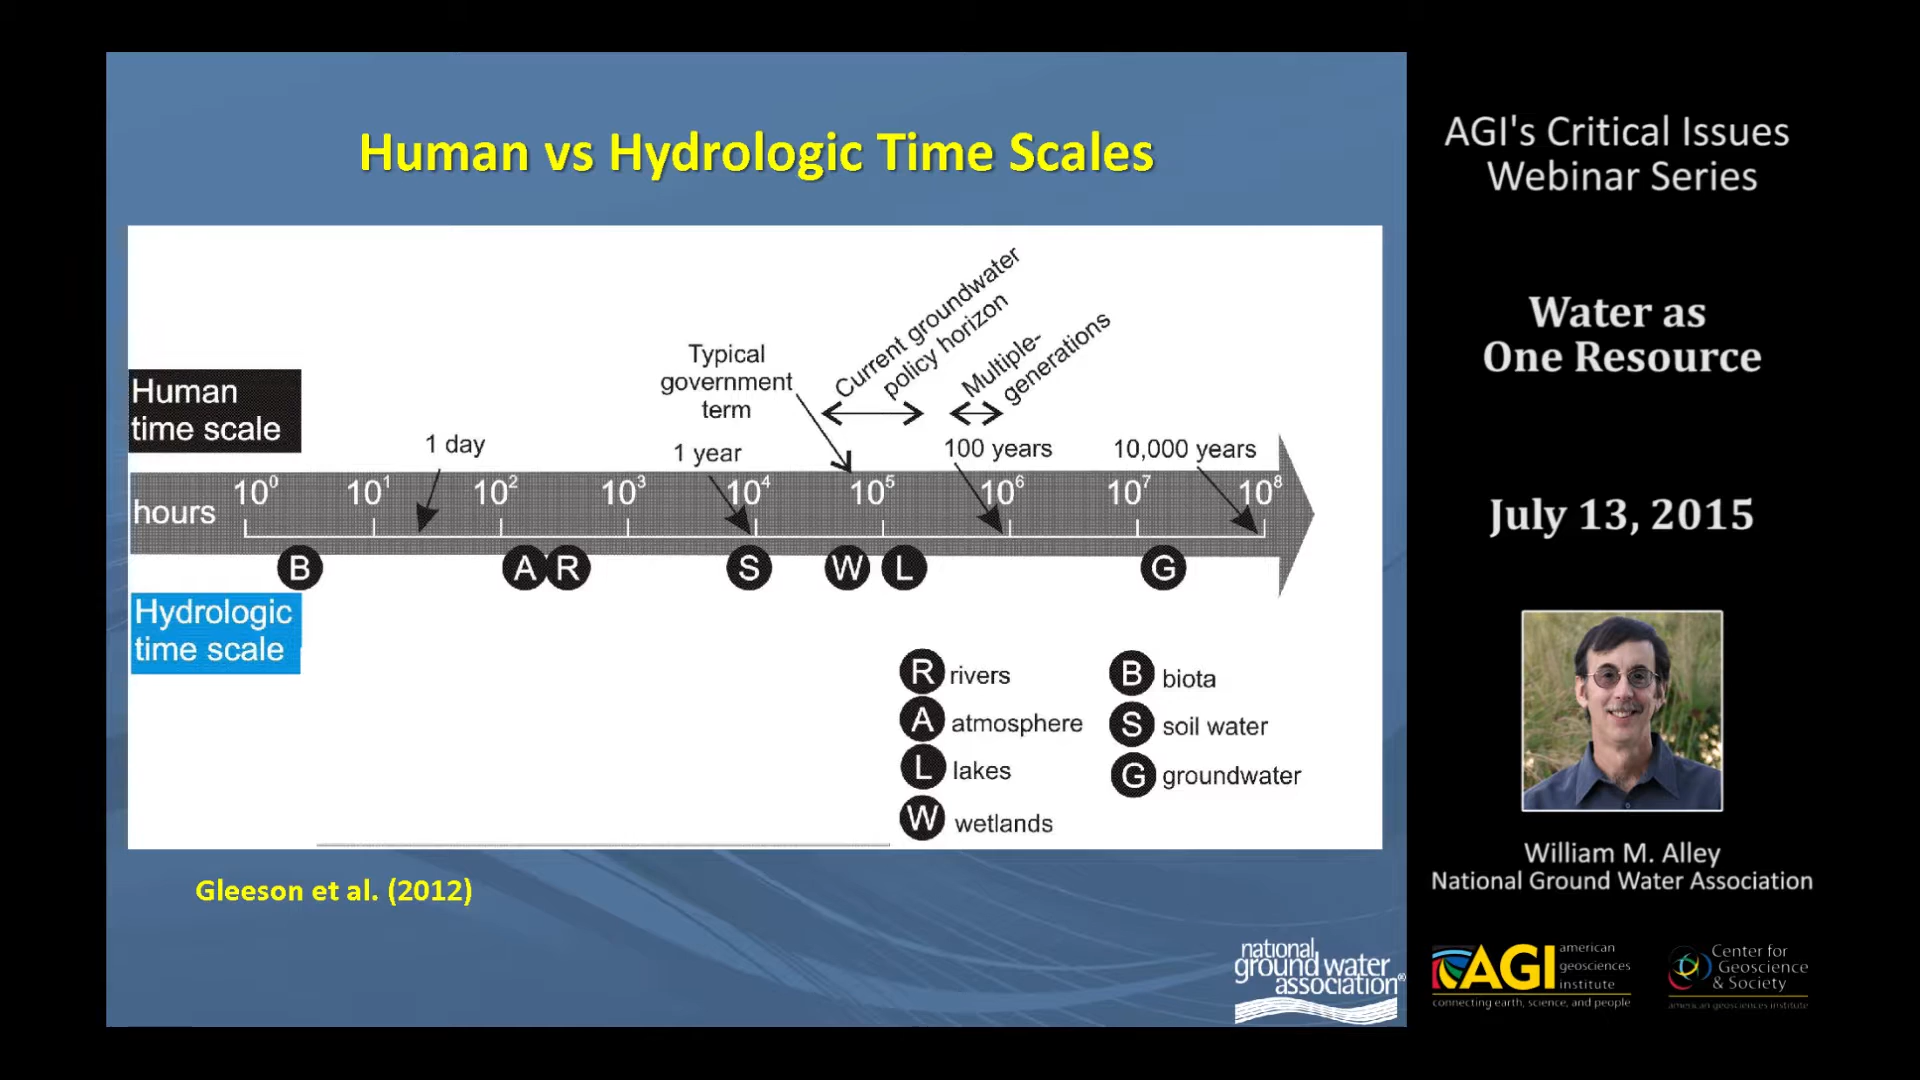 Human vs Hydrologic Time Scales
Current groundwater
policy horizon
Multiple-
generations
Typical
government
term
Human
time scale
1 day
1 year
100 years
10,000 years
hours
10⁰ 10¹ 10² 10³ 10⁴ 10⁵ 10⁶ 10⁷ 10⁸
B A R S W L G
Hydrologic
time scale
R rivers
A atmosphere
L lakes
W wetlands
B biota
S soil water
G groundwater
Gleeson et al. (2012)
national
ground water
association®
AGI's Critical Issues
Webinar Series
Water as
One Resource
July 13, 2015
William M. Alley
National Ground Water Association
AGI
american
geosciences
institute
connecting earth, science, and people
Center for
Geoscience
& Society
american geosciences institute